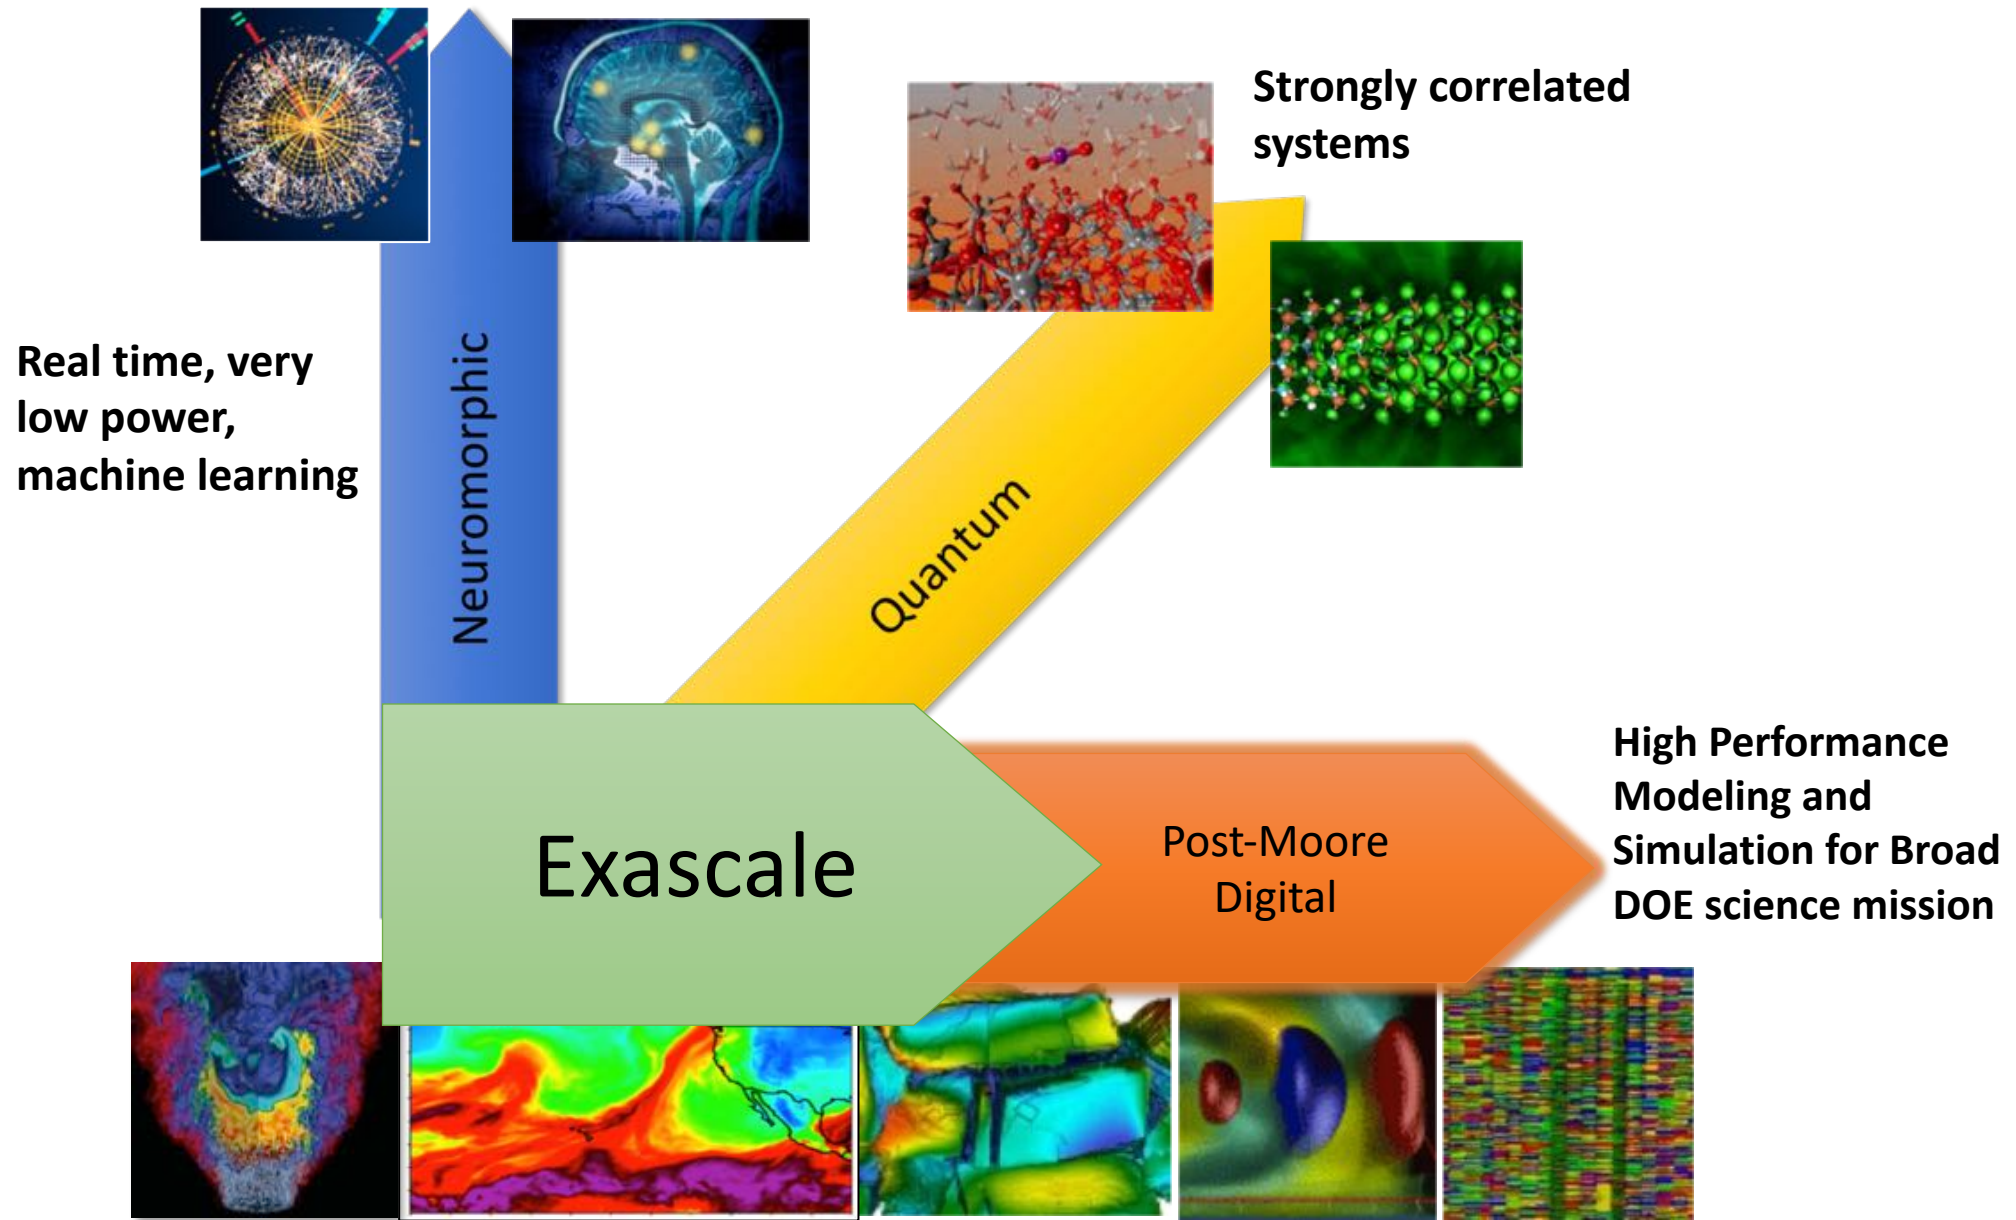 Strongly correlated
systems
Real time, very
low power,
machine learning
Neuromorphic
Quantum
Exascale
Post-Moore
Digital
High Performance
Modeling and
Simulation for Broad
DOE science mission